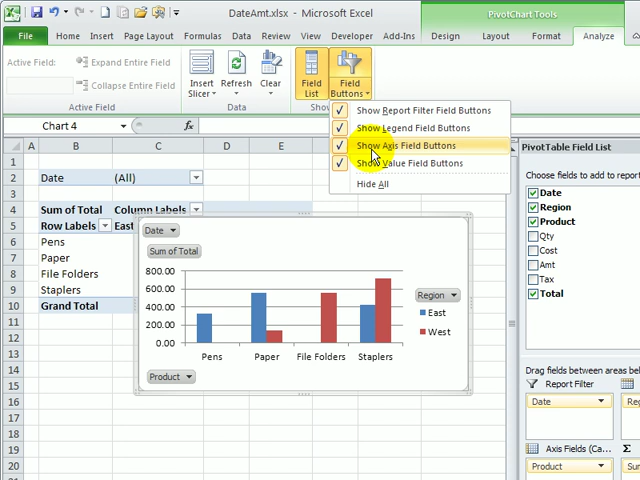 DateAmt.xlsx - Microsoft Excel
PivotChart Tools
File Home Insert Page Layout Formulas Data Review View Developer Add-Ins Design Layout Format Analyze
Active Field:
Expand Entire Field
Collapse Entire Field
Active Field
Insert Slicer
Refresh
Clear
Data
Field List
Field Buttons
Show Report Filter Field Buttons
Show Legend Field Buttons
Show Axis Field Buttons
Show Value Field Buttons
Hide All
Chart 4
fx
A B C D E
1
2 Date (All)
3
4 Sum of Total Column Labels
5 Row Labels East
6 Pens
7 Paper
8 File Folders
9 Staplers
10 Grand Total
11
12
13
14
15
16
17
18
19
20
Date
Sum of Total
800.00
600.00
400.00
200.00
0.00
Pens Paper File Folders Staplers
Region
East
West
Product
PivotTable Field List
Choose fields to add to report
Date
Region
Product
Qty
Cost
Amt
Tax
Total
Drag fields between areas
Report Filter
Date
Axis Fields (Ca...
Σ
Product